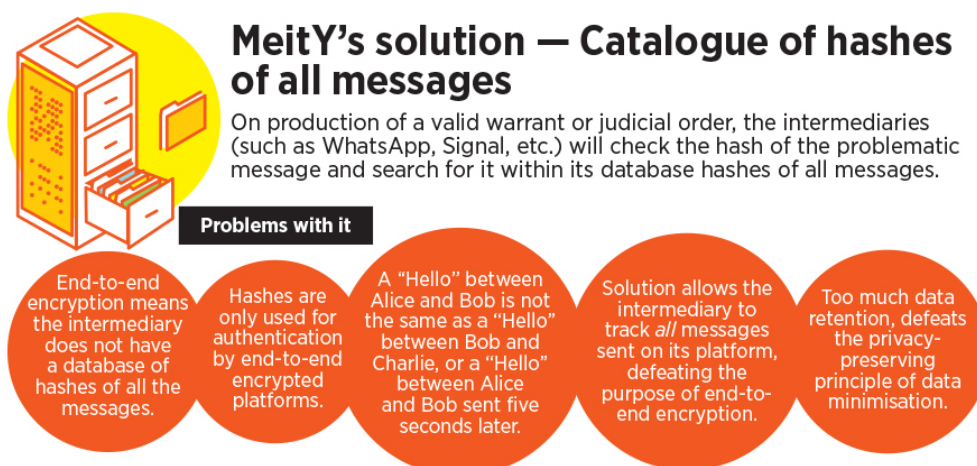 MeitY’s solution — Catalogue of hashes
of all messages
On production of a valid warrant or judicial order, the intermediaries
(such as WhatsApp, Signal, etc.) will check the hash of the problematic
message and search for it within its database hashes of all messages.
Problems with it
End-to-end
encryption means
the intermediary
does not have
a database of
hashes of all the
messages.
Hashes are
only used for
authentication
by end-to-end
encrypted
platforms.
A “Hello” between
Alice and Bob is not
the same as a “Hello”
between Bob and
Charlie, or a “Hello”
between Alice
and Bob sent five
seconds later.
Solution allows the
intermediary to
track all messages
sent on its platform,
defeating the
purpose of end-to-
end encryption.
Too much data
retention, defeats
the privacy-
preserving
principle of data
minimisation.